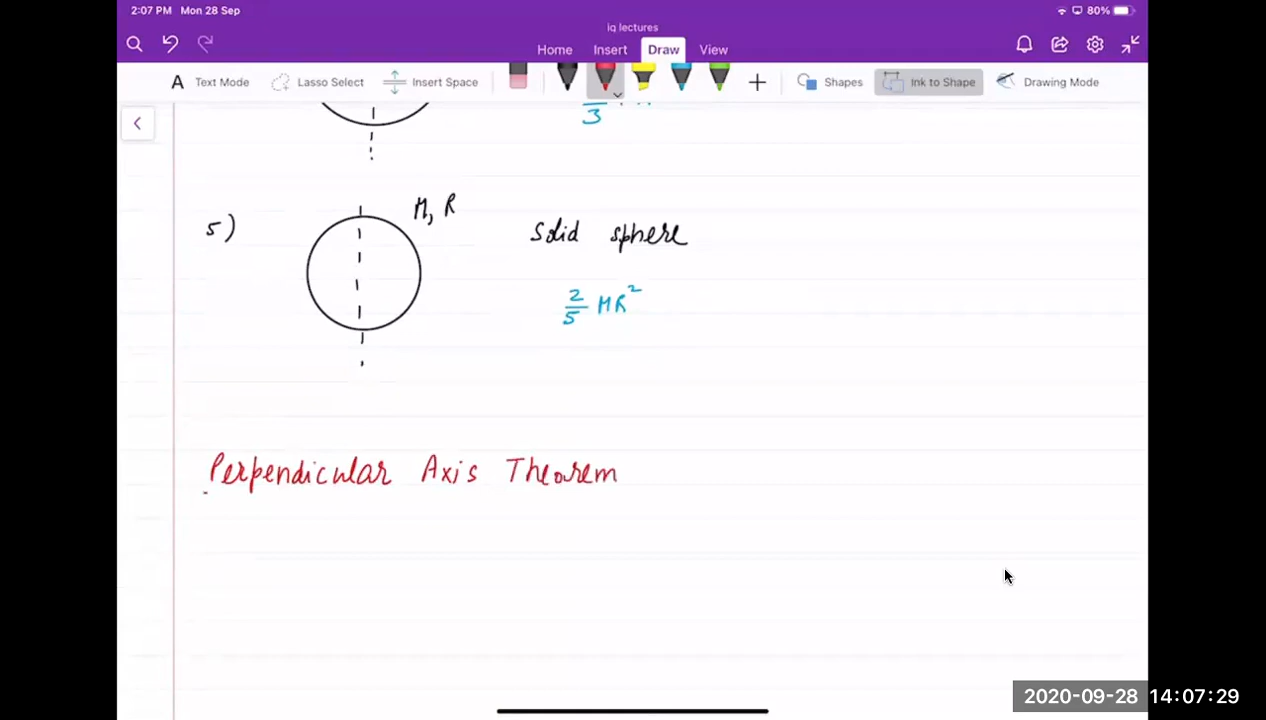 2:07 PM Mon 28 Sep
80%
iq lectures
Home Insert Draw View
A Text Mode Lasso Select Insert Space Shapes Ink to Shape Drawing Mode
3
5) M, R Solid sphere
2/5 MR²
Perpendicular Axis Theorem
2020-09-28 14:07:29